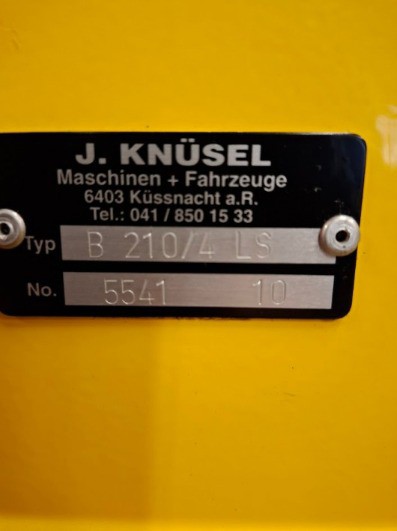 J. KNÜSEL
Maschinen + Fahrzeuge
6403 Küssnacht a.R.
Tel.: 041 / 850 15 33
Typ B 210/4 LS
No. 5541 10